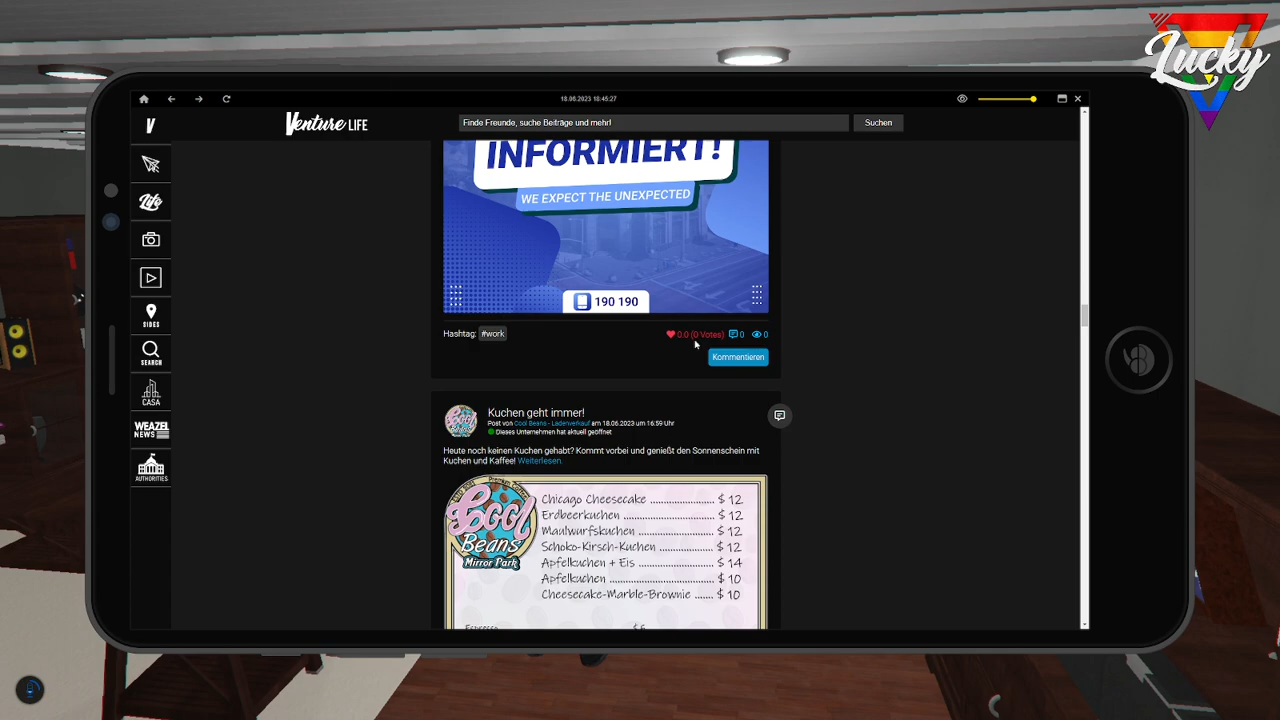 Lucky
18.06.2023 18:45:27
V
Venture LIFE
Finde Freunde, suche Beiträge und mehr!
Suchen
Life
SIDES
SEARCH
CASA
WEAZEL NEWS
AUTHORITIES
INFORMIERT!
WE EXPECT THE UNEXPECTED
190 190
Hashtag: #work
0.0 (0 Votes) 0 0
Kommentieren
Kuchen geht immer!
Post von Cool Beans - Ladenverkauf am 18.06.2023 um 16:59 Uhr
Dieses Unternehmen hat aktuell geöffnet
Heute noch keinen Kuchen gehabt? Kommt vorbei und genießt den Sonnenschein mit
Kuchen und Kaffee! Weiterlesen.
Cool
Beans
Mirror Park
Chicago Cheesecake ........................ $ 12
Erdbeerkuchen .................................. $ 12
Maulwurfskuchen .............................. $ 12
Schoko-Kirsch-Kuchen ..................... $ 12
Apfelkuchen + Eis ............................. $ 14
Apfelkuchen ....................................... $ 10
Cheesecake-Marble-Brownie ....... $ 10
Espresso $ 6